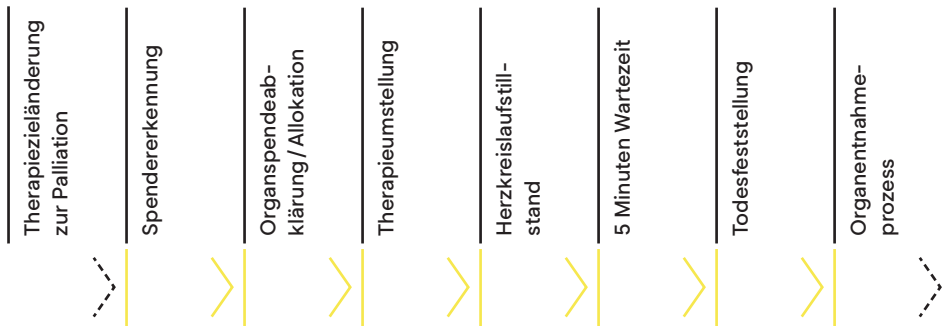 Therapiezieländerung
zur Palliation
Spendererkennung
Organspendeab-
klärung/Allokation
Therapieumstellung
Herzkreislaufstill-
stand
5 Minuten Wartezeit
Todesfeststellung
Organentnahme-
prozess